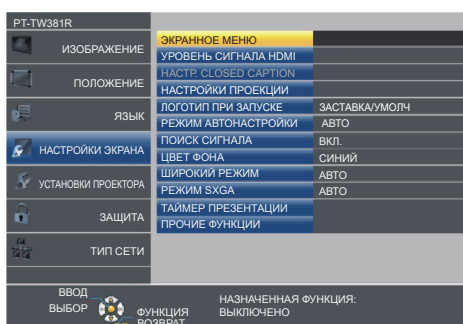 PT-TW381R
ИЗОБРАЖЕНИЕ
ПОЛОЖЕНИЕ
ЯЗЫК
НАСТРОЙКИ ЭКРАНА
УСТАНОВКИ ПРОЕКТОРА
ЗАЩИТА
ТИП СЕТИ
ЭКРАННОЕ МЕНЮ
УРОВЕНЬ СИГНАЛА HDMI
НАСТР. CLOSED CAPTION
НАСТРОЙКИ ПРОЕКЦИИ
ЛОГОТИП ПРИ ЗАПУСКЕ ЗАСТАВКА/УМОЛЧ
РЕЖИМ АВТОНАСТРОЙКИ АВТО
ПОИСК СИГНАЛА ВКЛ.
ЦВЕТ ФОНА СИНИЙ
ШИРОКИЙ РЕЖИМ АВТО
РЕЖИМ SXGA АВТО
ТАЙМЕР ПРЕЗЕНТАЦИИ
ПРОЧИЕ ФУНКЦИИ
ВВОД
ВЫБОР
ФУНКЦИЯ
ВОЗВРАТ
НАЗНАЧЕННАЯ ФУНКЦИЯ:
ВЫКЛЮЧЕНО